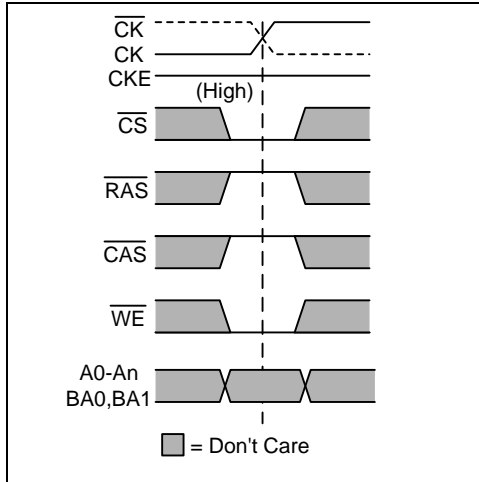 CK
CK
CKE
(High)
CS
RAS
CAS
WE
A0-An
BA0,BA1
= Don't Care